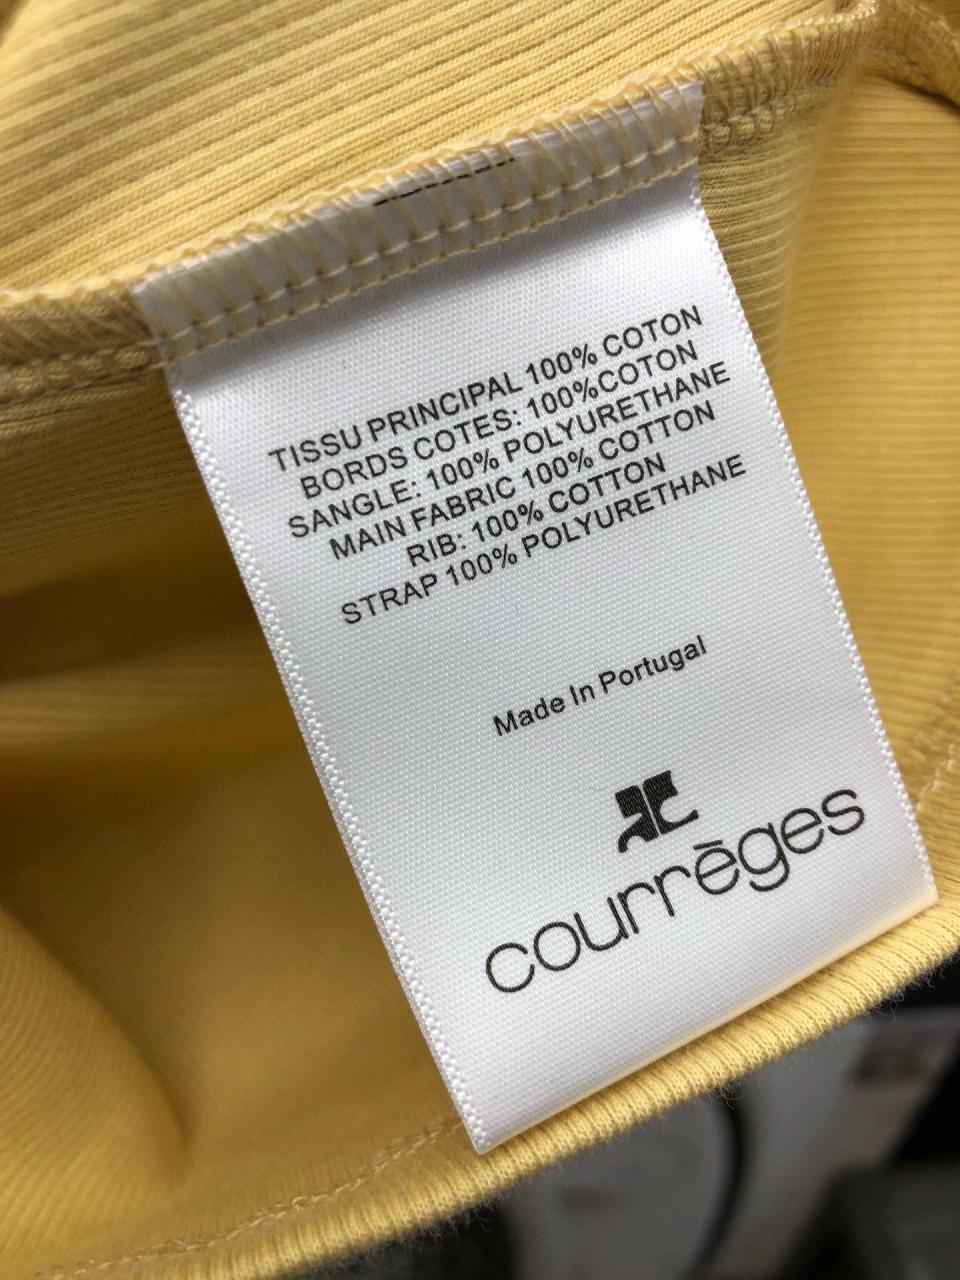 TISSU PRINCIPAL 100% COTON
BORDS COTES: 100%COTON
SANGLE: 100% POLYURETHANE
MAIN FABRIC 100% COTTON
RIB: 100% COTTON
STRAP 100% POLYURETHANE
Made In Portugal
courrèges